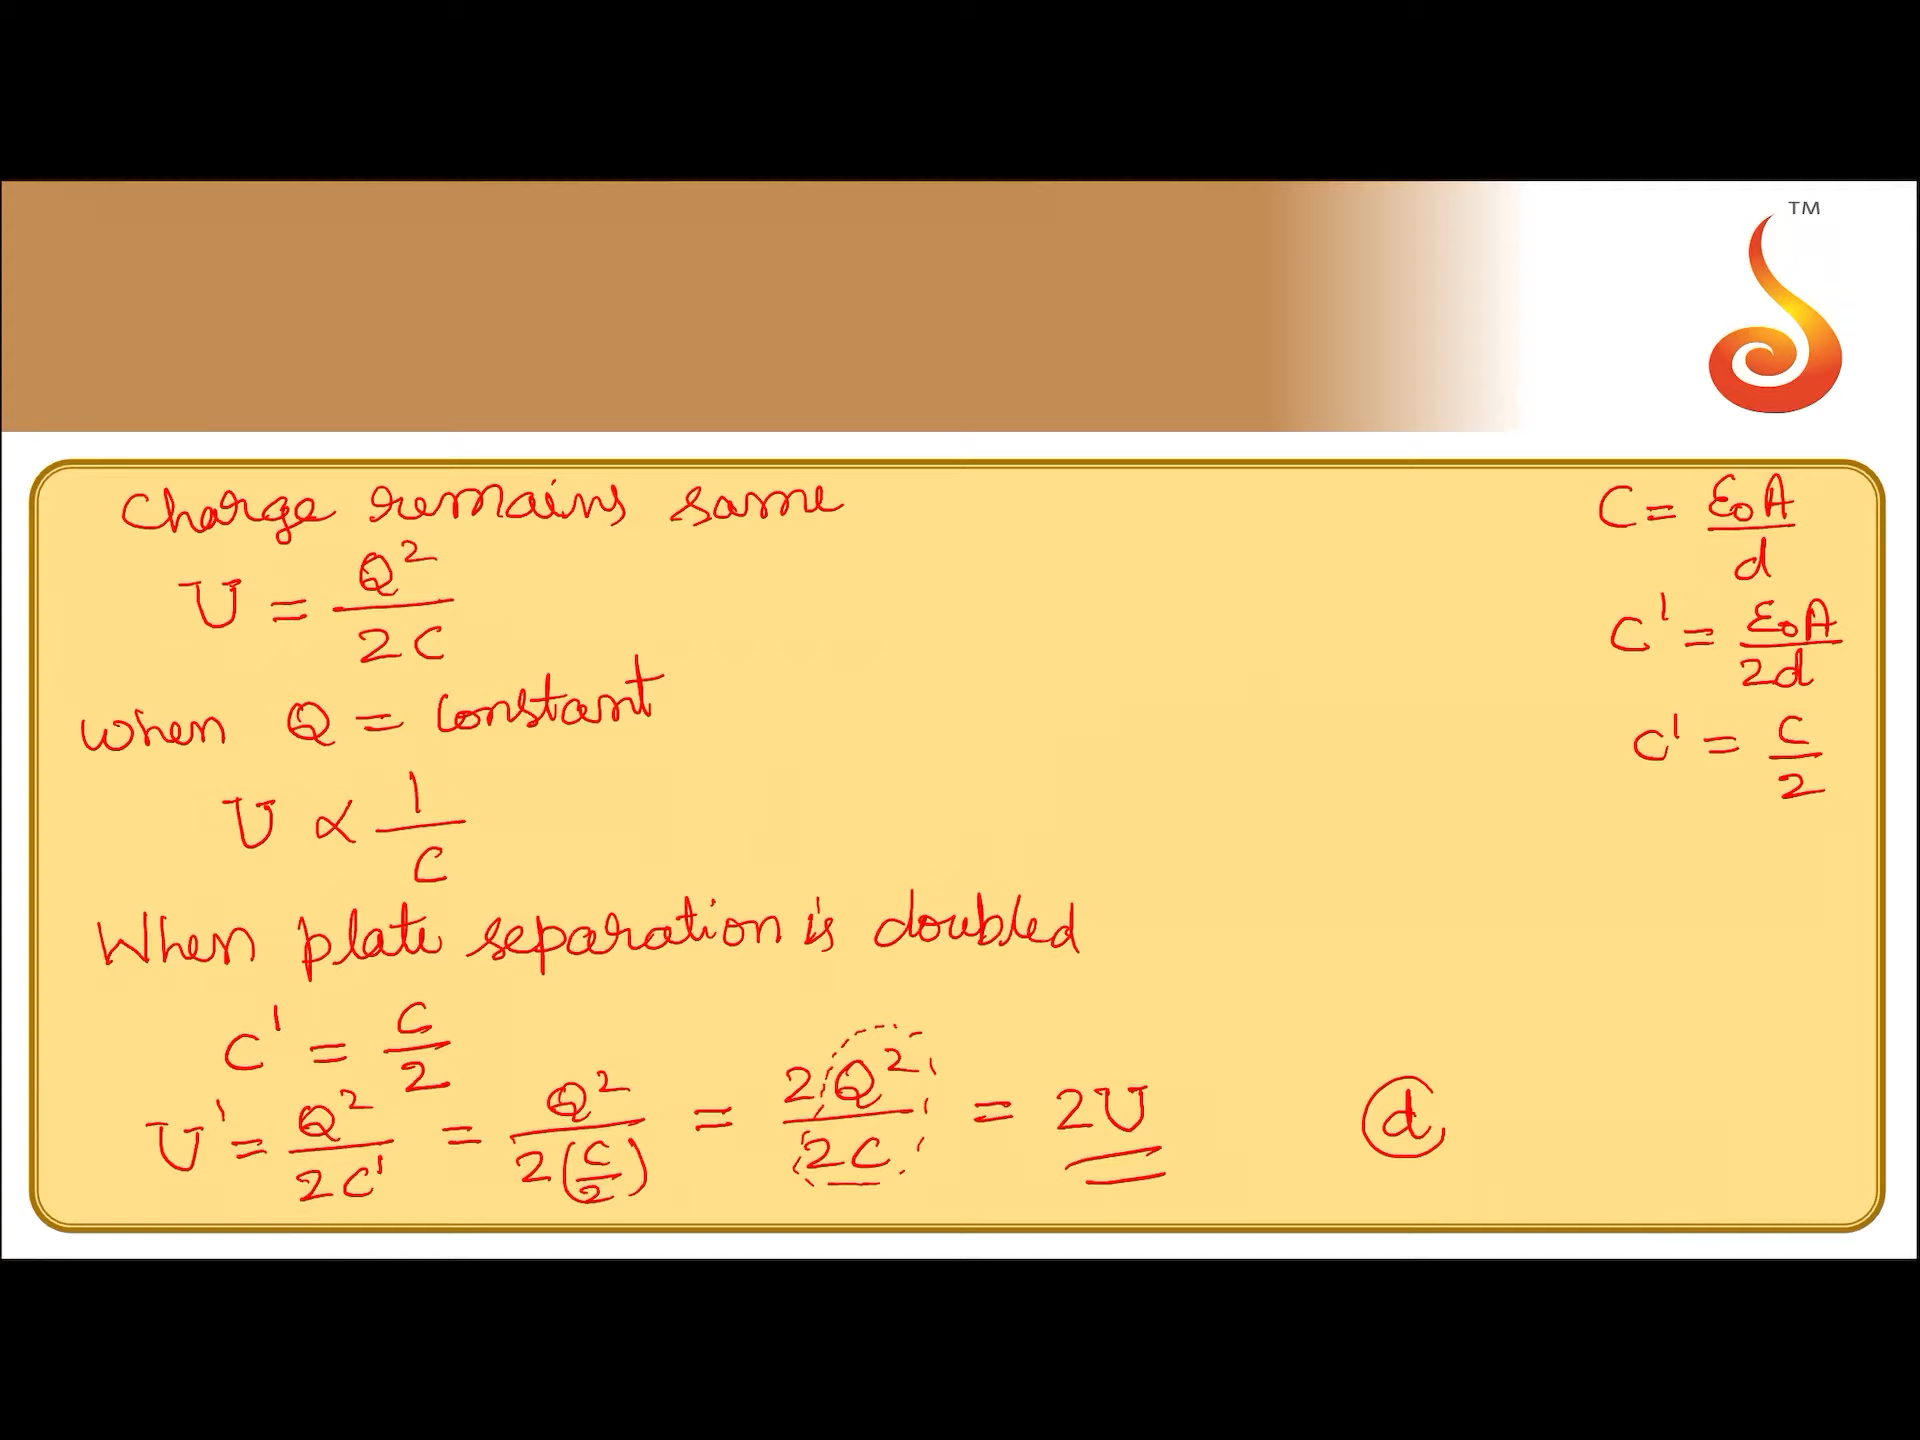 TM
Charge remains same
U = Q²/2C
when Q = constant
U ∝ 1/C
When plate separation is doubled
C' = C/2
U' = Q²/2C' = Q²/2(C/2) = 2Q²/2C = 2U
(d)
C = ε₀A/d
C' = ε₀A/2d
C' = C/2